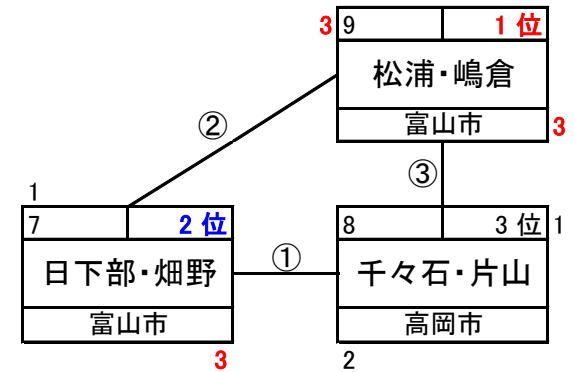 3 9 1 位
松浦・嶋倉
富山市 3
②
③
1
7 2 位
日下部・畑野
富山市
3
①
8 3 位 1
千々石・片山
高岡市
2